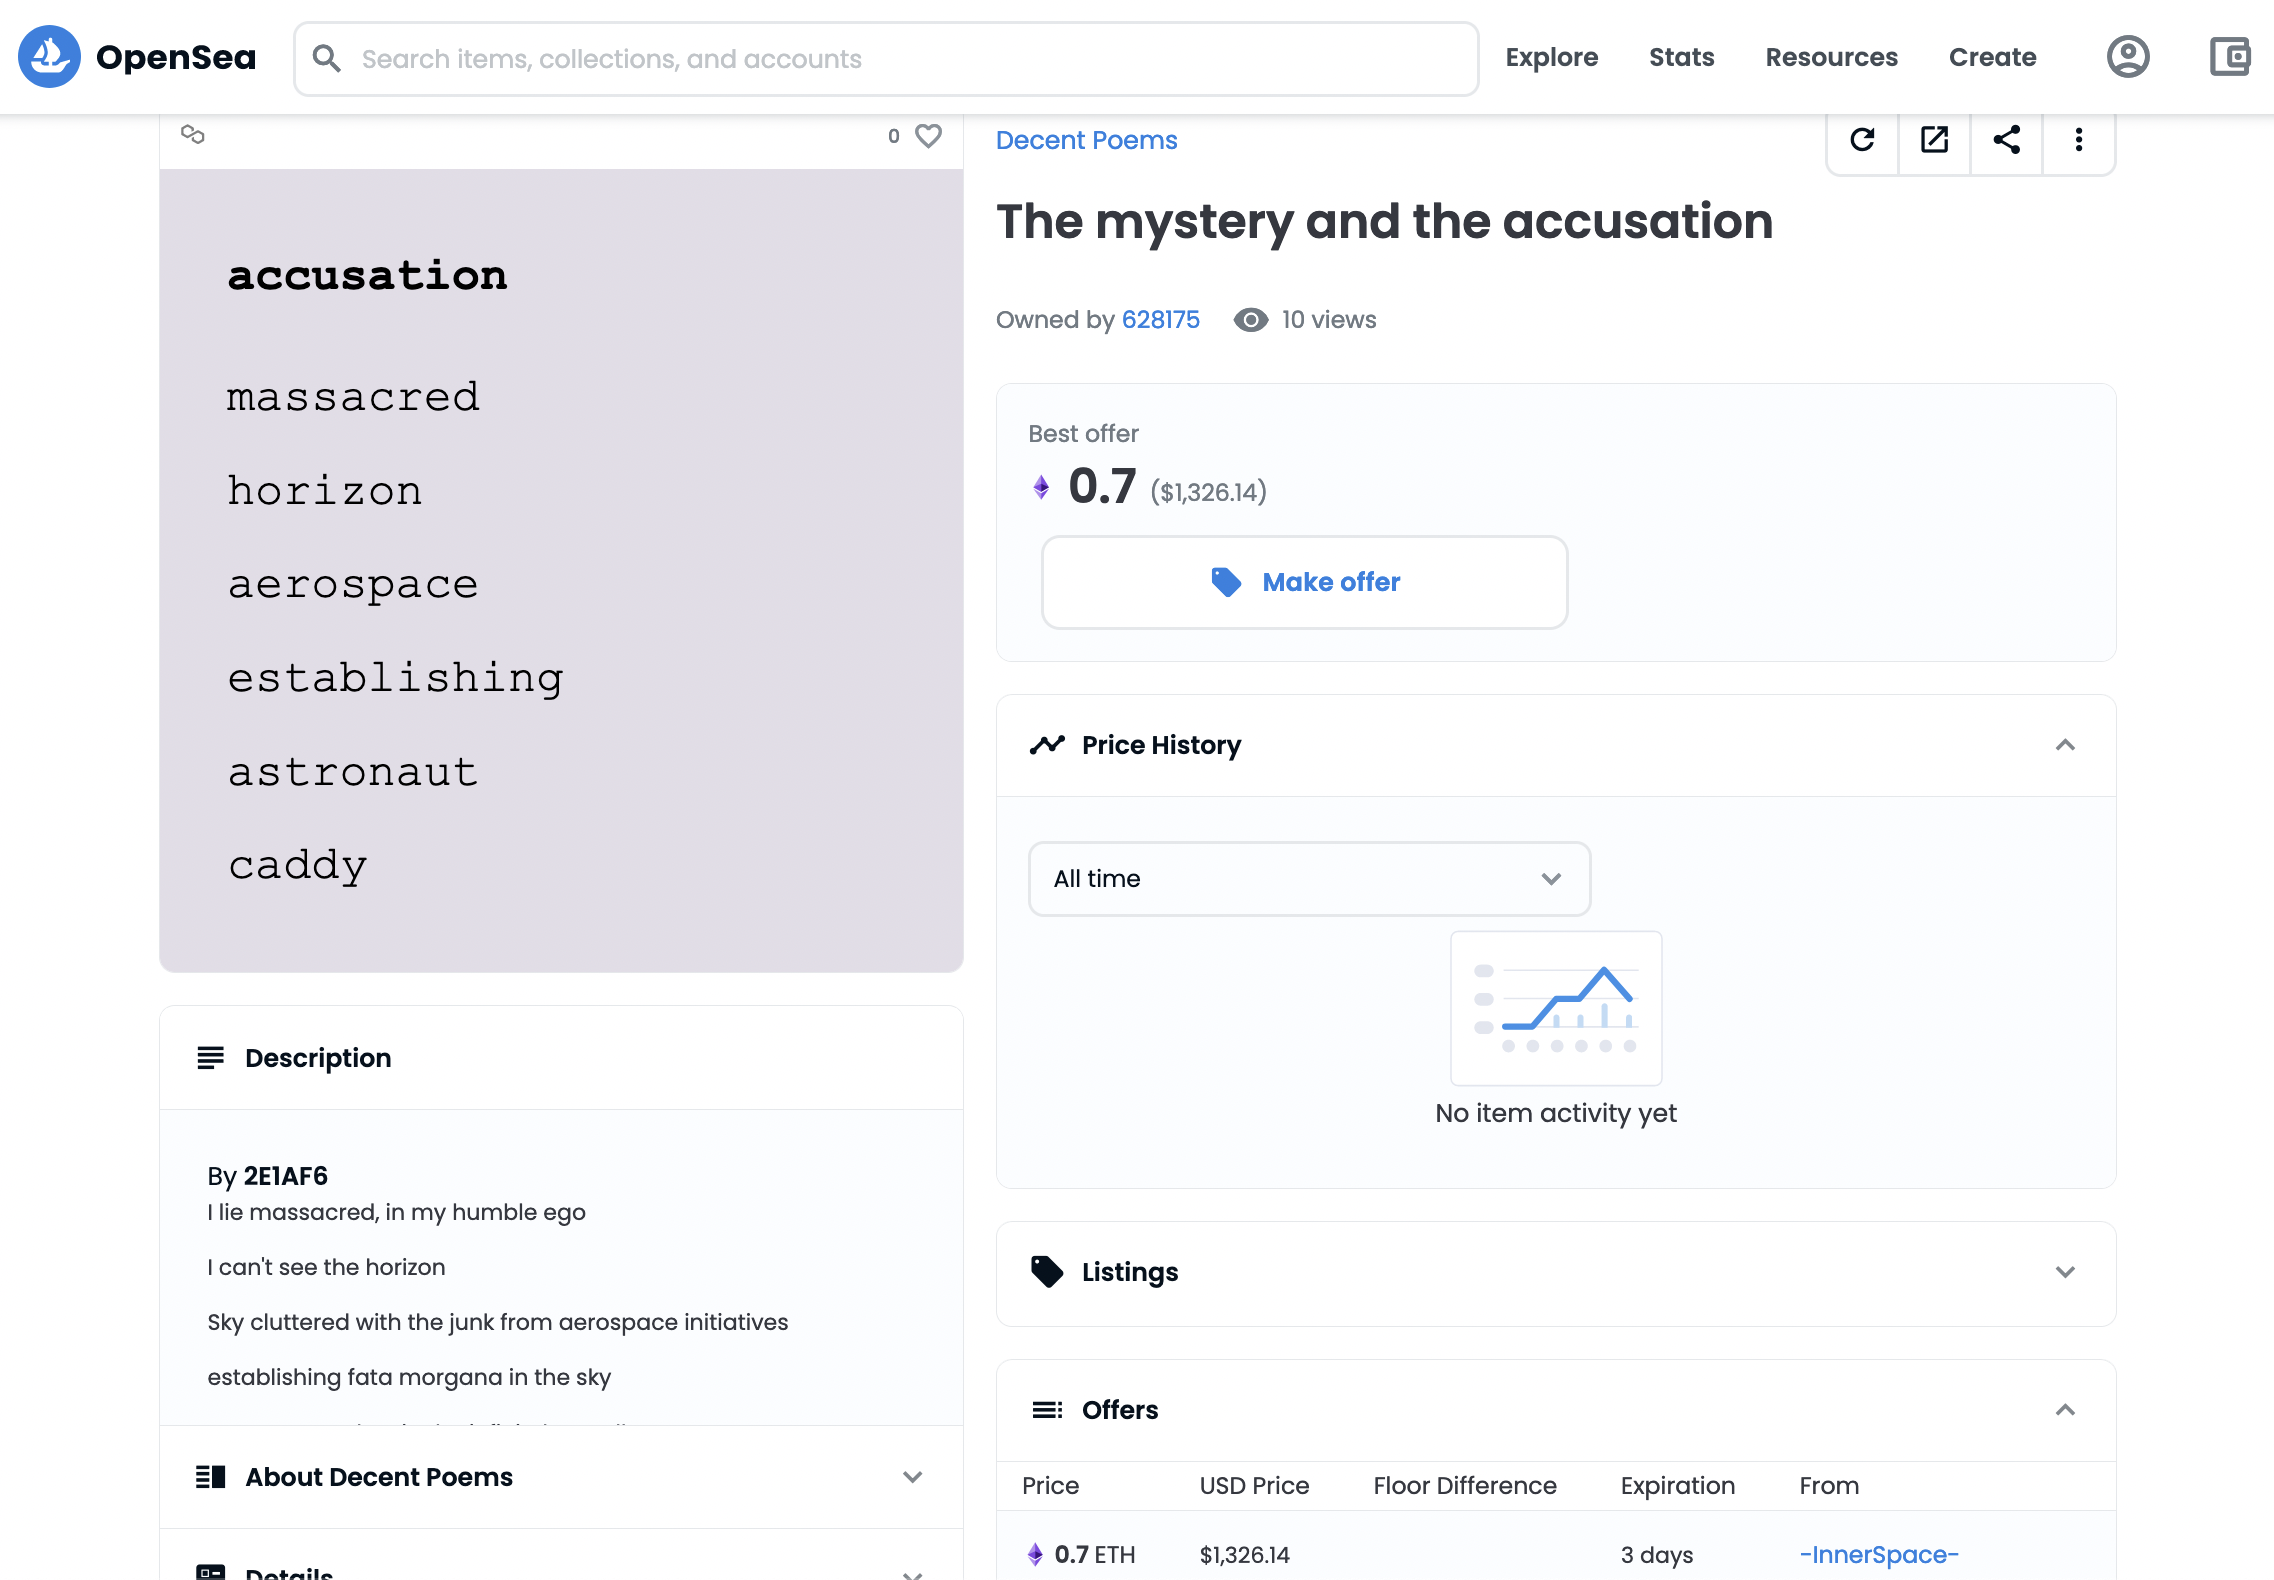 OpenSea
Search items, collections, and accounts
Explore
Stats
Resources
Create
0
accusation
massacred
horizon
aerospace
establishing
astronaut
caddy
Description
By 2E1AF6
I lie massacred, in my humble ego
I can't see the horizon
Sky cluttered with the junk from aerospace initiatives
establishing fata morgana in the sky
About Decent Poems
Details
Decent Poems
The mystery and the accusation
Owned by 628175
10 views
Best offer
0.7 ($1,326.14)
Make offer
Price History
All time
No item activity yet
Listings
Offers
Price USD Price Floor Difference Expiration From
0.7 ETH $1,326.14 3 days -InnerSpace-